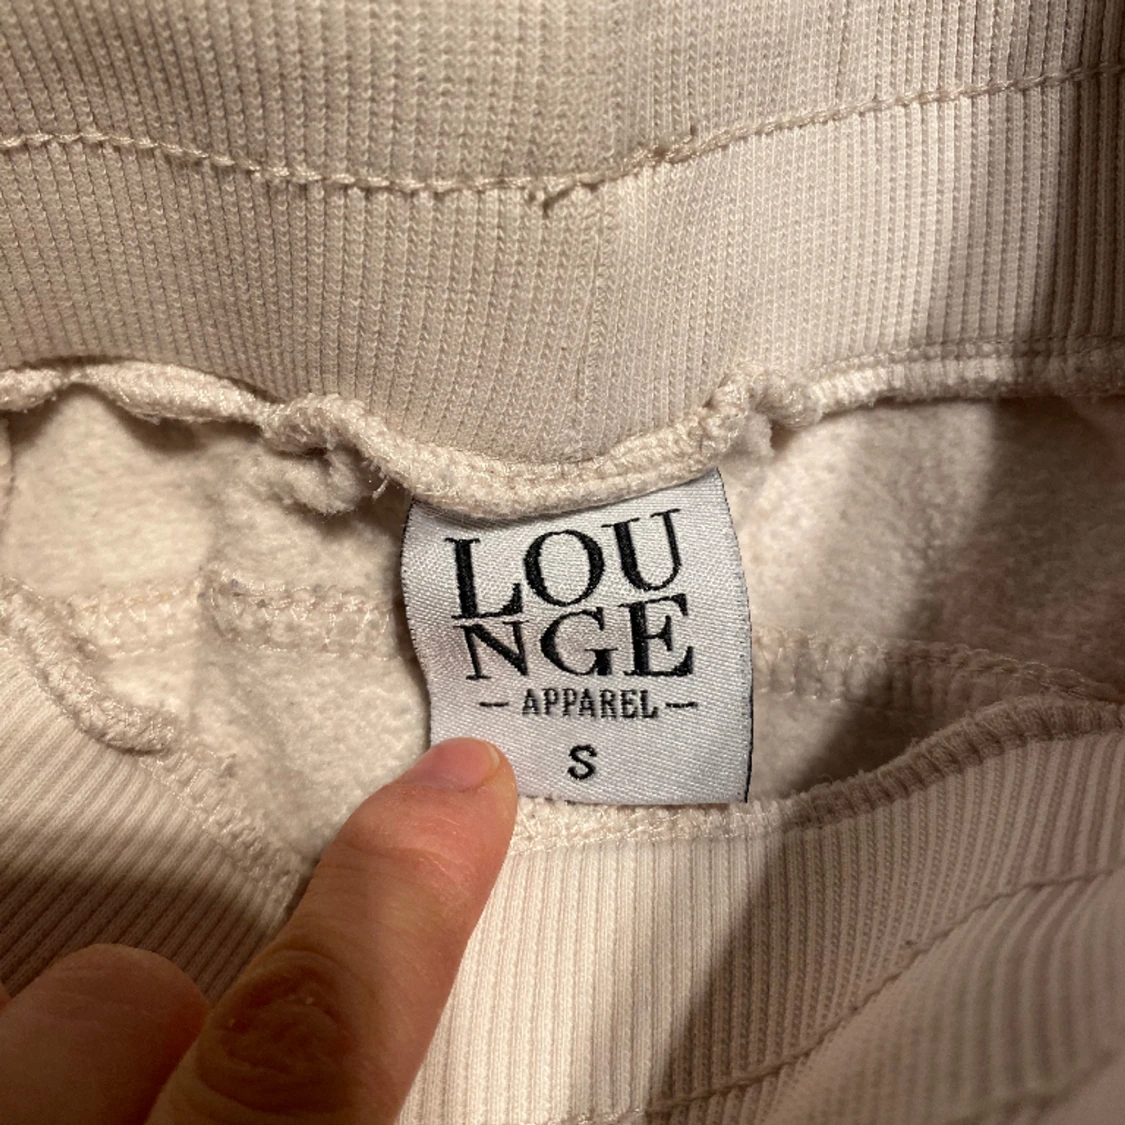 LOU
NGE
— APPAREL —
S